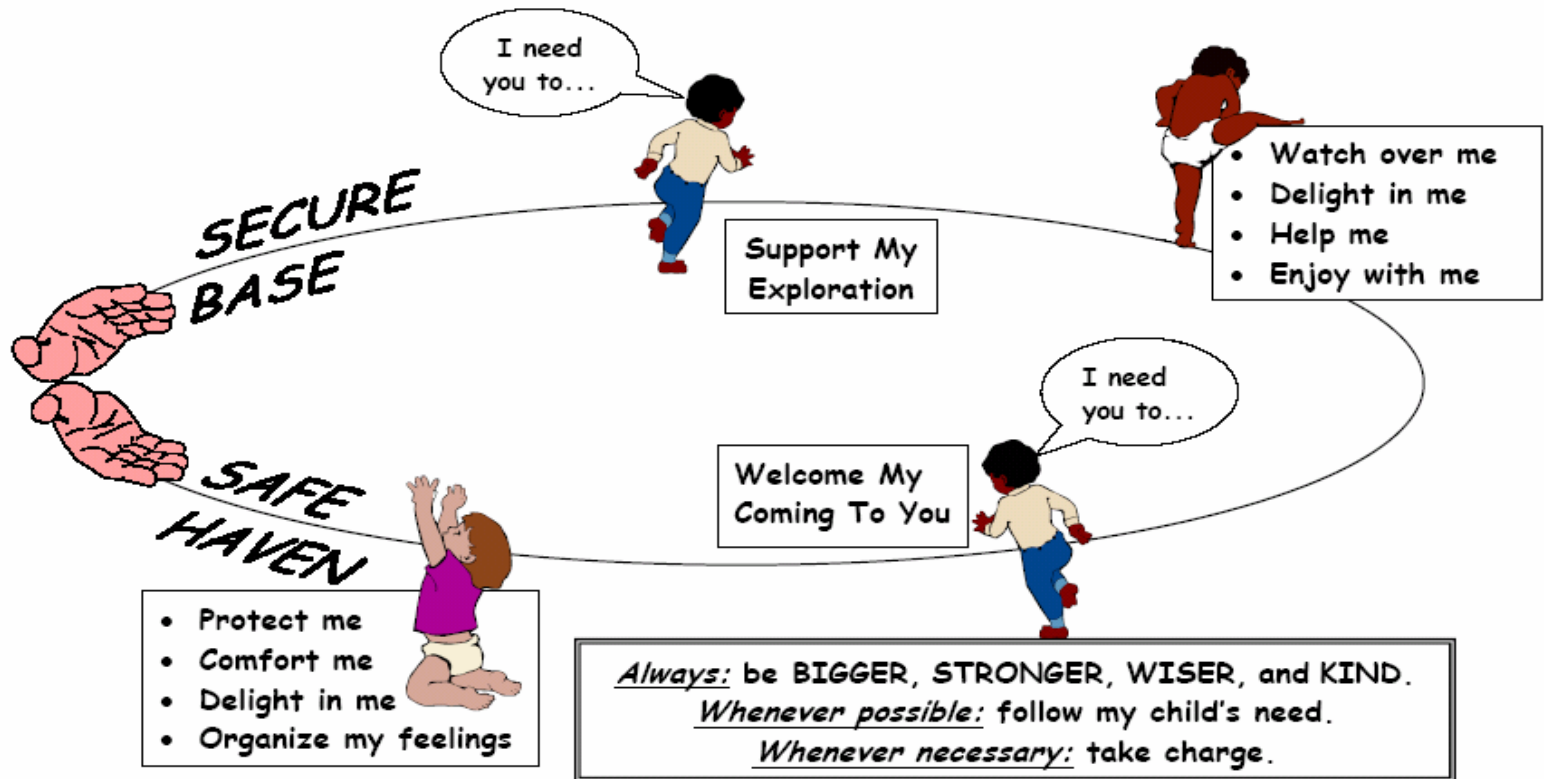 I need
you to...
SECURE
BASE
Support My
Exploration
• Watch over me
• Delight in me
• Help me
• Enjoy with me
I need
you to...
Welcome My
Coming To You
SAFE
HAVEN
• Protect me
• Comfort me
• Delight in me
• Organize my feelings
Always: be BIGGER, STRONGER, WISER, and KIND.
Whenever possible: follow my child's need.
Whenever necessary: take charge.